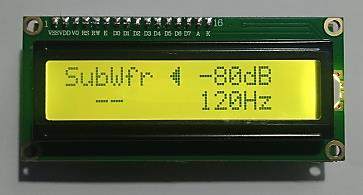 1 16
VSS VDD VO RS RW E D0 D1 D2 D3 D4 D5 D6 D7 A K
SubWfr ◀ -80dB
-- 120Hz